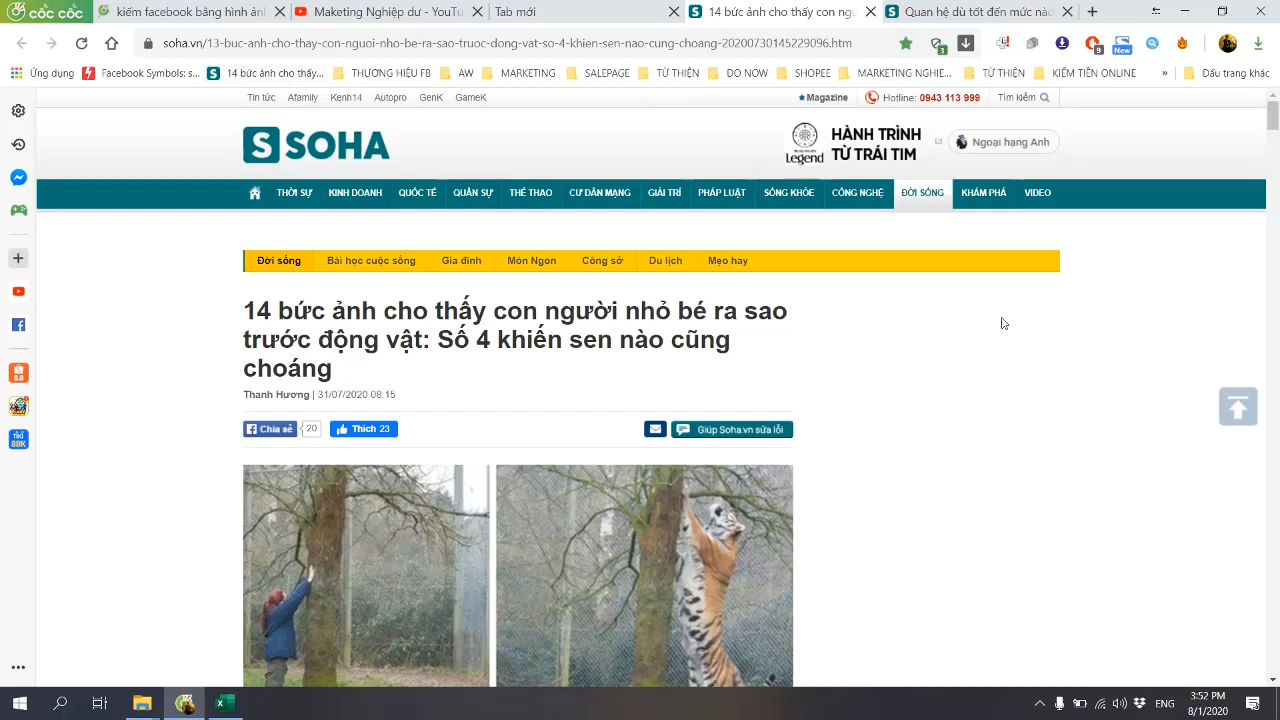 cốc cốc
kiếm facebook bằng hình ảnh
Maketing Nghiệp dư - YouTu
Tab mới
14 bức ảnh cho thấy con ngư
Quan hệ dù tốt đến mức nào
soha.vn/13-buc-anh-cho-thay-con-nguoi-nho-be-ra-sao-truoc-dong-vat-so-4-khien-sen-nao-cung-choang-20200730145229096.htm
3
9
New
Ứng dụng
Facebook Symbols: s...
14 bức ảnh cho thấy...
THƯƠNG HIỆU FB
AW
MARKETING
SALEPAGE
TỪ THIỆN
DO NOW
SHOPEE
MARKETING NGHIE...
TỪ THIỆN
KIẾM TIỀN ONLINE
»
Dấu trang khác
Tin tức
Afamily
Kenh14
Autopro
GenK
GameK
Magazine
Hotline: 0943 113 999
Tìm kiếm
S SOHA
Legend
HÀNH TRÌNH
TỪ TRÁI TIM
Ngoại hạng Anh
THỜI SỰ
KINH DOANH
QUỐC TẾ
QUÂN SỰ
THỂ THAO
CƯ DÂN MẠNG
GIẢI TRÍ
PHÁP LUẬT
SỐNG KHỎE
CÔNG NGHỆ
ĐỜI SỐNG
KHÁM PHÁ
VIDEO
Đời sống
Bài học cuộc sống
Gia đình
Món Ngon
Công sở
Du lịch
Mẹo hay
14 bức ảnh cho thấy con người nhỏ bé ra sao
trước động vật: Số 4 khiến sen nào cũng
choáng
Thanh Hương | 31/07/2020 08:15
Chia sẻ
20
Thích 23
Giúp Soha.vn sửa lỗi
8.8
TIKI
88K
ENG
3:52 PM
8/1/2020